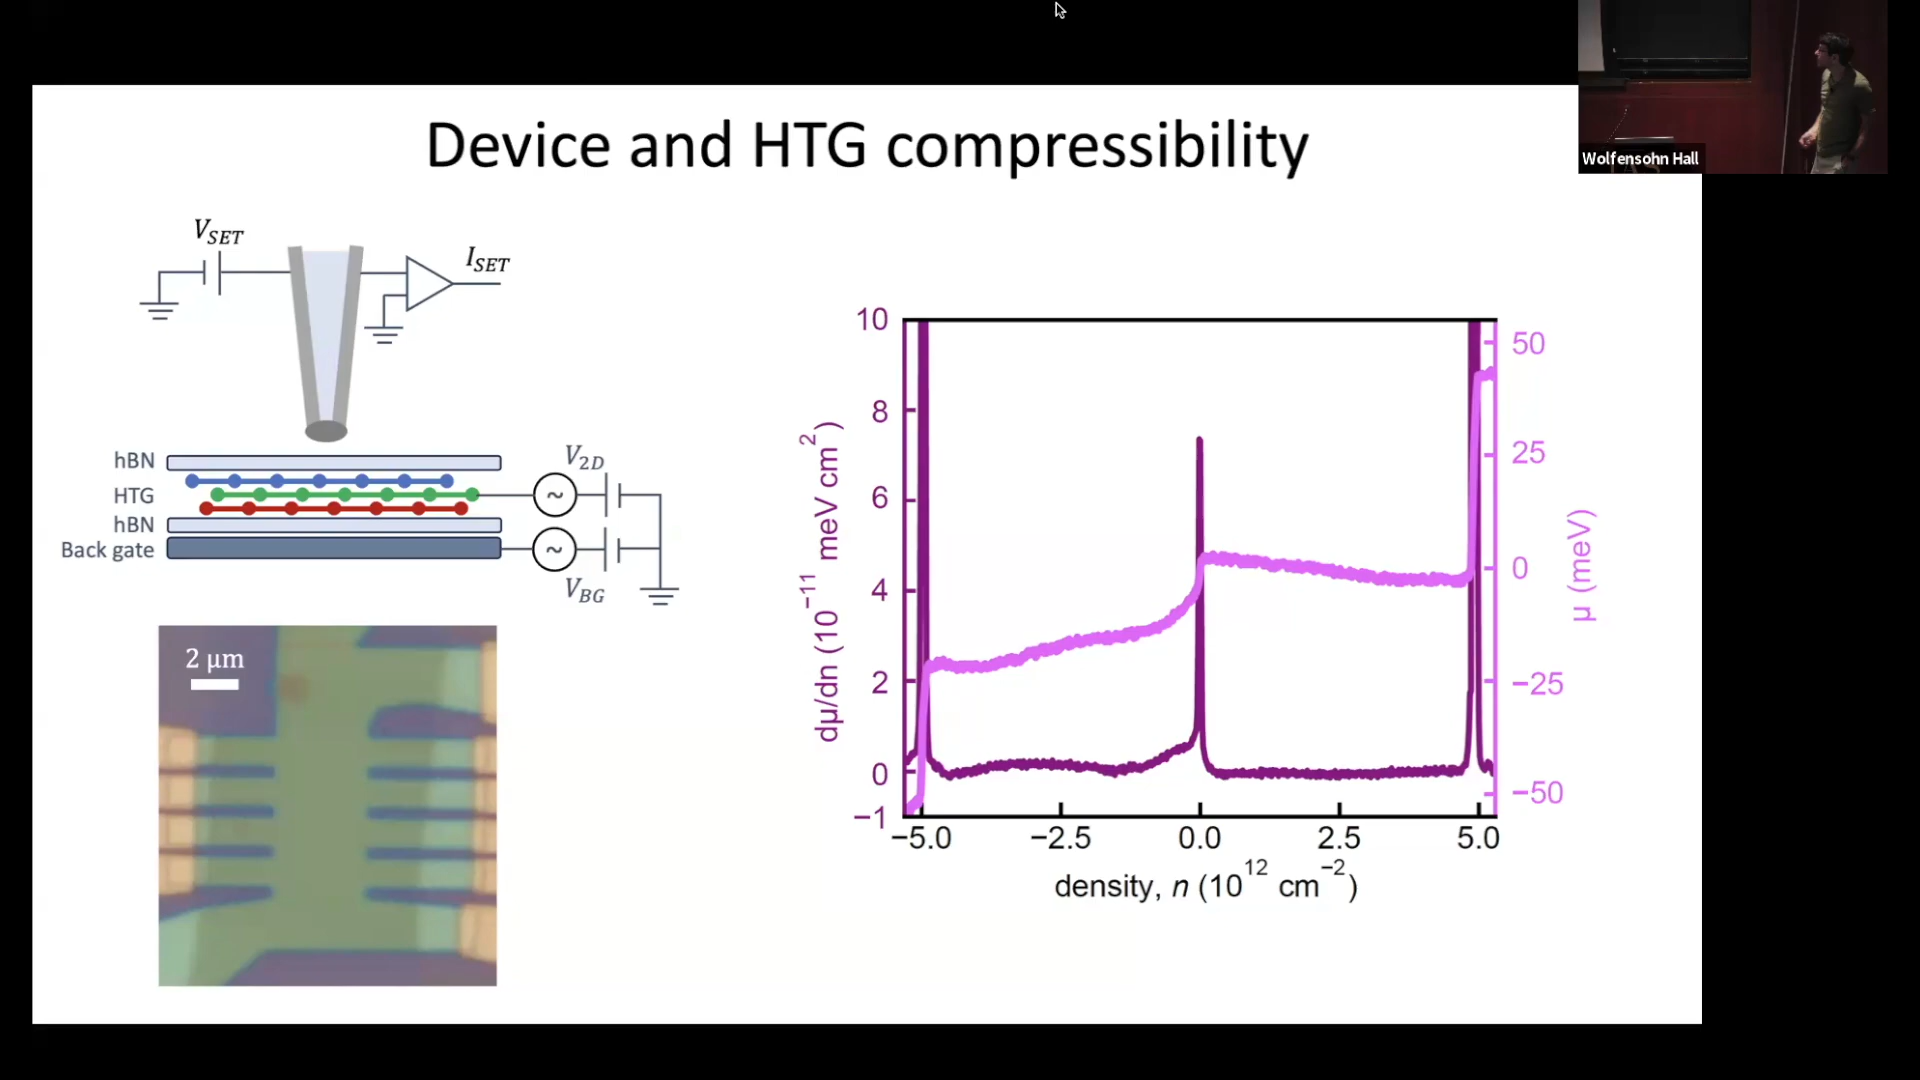 Wolfensohn Hall
Device and HTG compressibility
V_SET
I_SET
hBN
HTG
hBN
Back gate
V_2D
V_BG
2 μm
10
8
6
4
2
0
−1
dμ/dn (10^−11 meV cm^2)
50
25
0
−25
−50
μ (meV)
−5.0 −2.5 0.0 2.5 5.0
density, n (10^12 cm^−2)